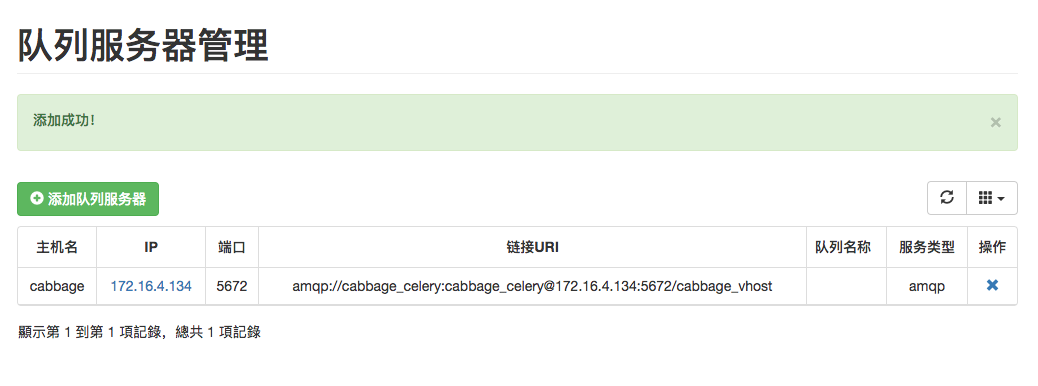 队列服务器管理
添加成功！
×
添加队列服务器
主机名 IP 端口 链接URI 队列名称 服务类型 操作
cabbage 172.16.4.134 5672 amqp://cabbage_celery:cabbage_celery@172.16.4.134:5672/cabbage_vhost amqp
顯示第 1 到第 1 項記錄，總共 1 項記錄